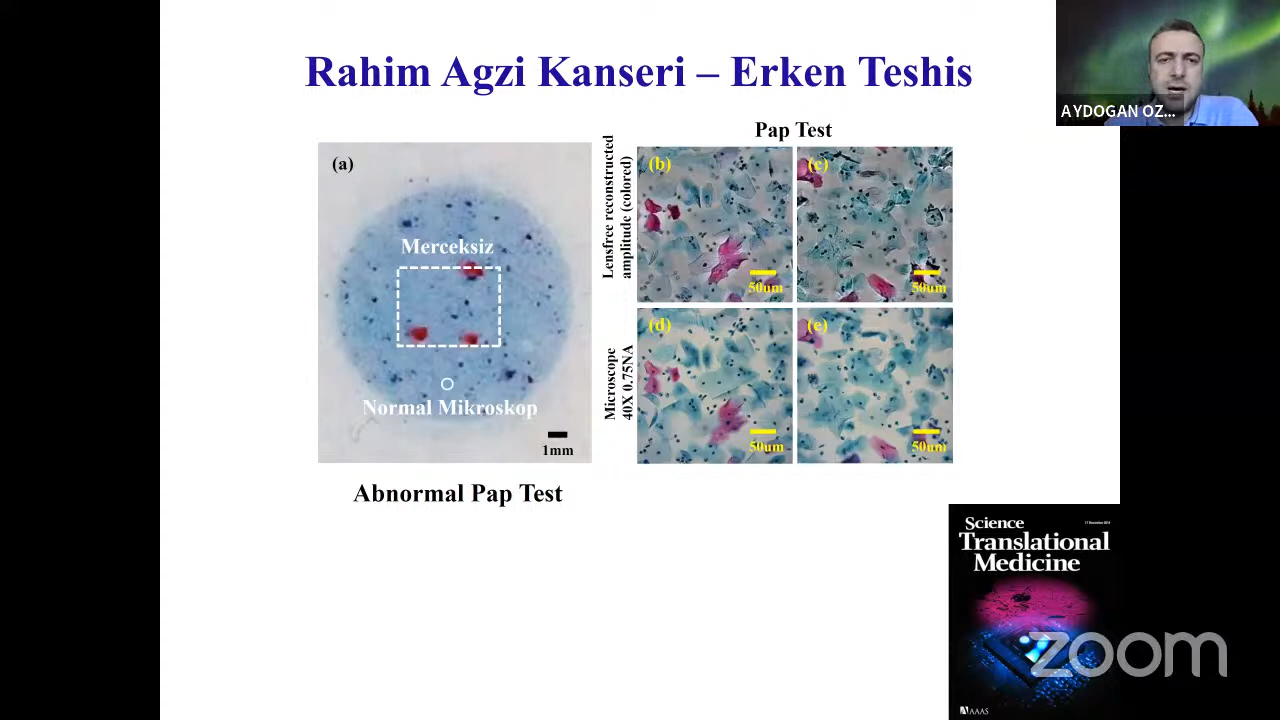 Rahim Agzi Kanseri – Erken Teshis
AYDOGAN OZ...
Pap Test
(a)
Merceksiz
Normal Mikroskop
1mm
Abnormal Pap Test
Lensfree reconstructed
amplitude (colored)
(b)
50um
(c)
50um
Microscope
40X 0.75NA
(d)
50um
(e)
50um
Science
Translational
Medicine
AAAS
zoom